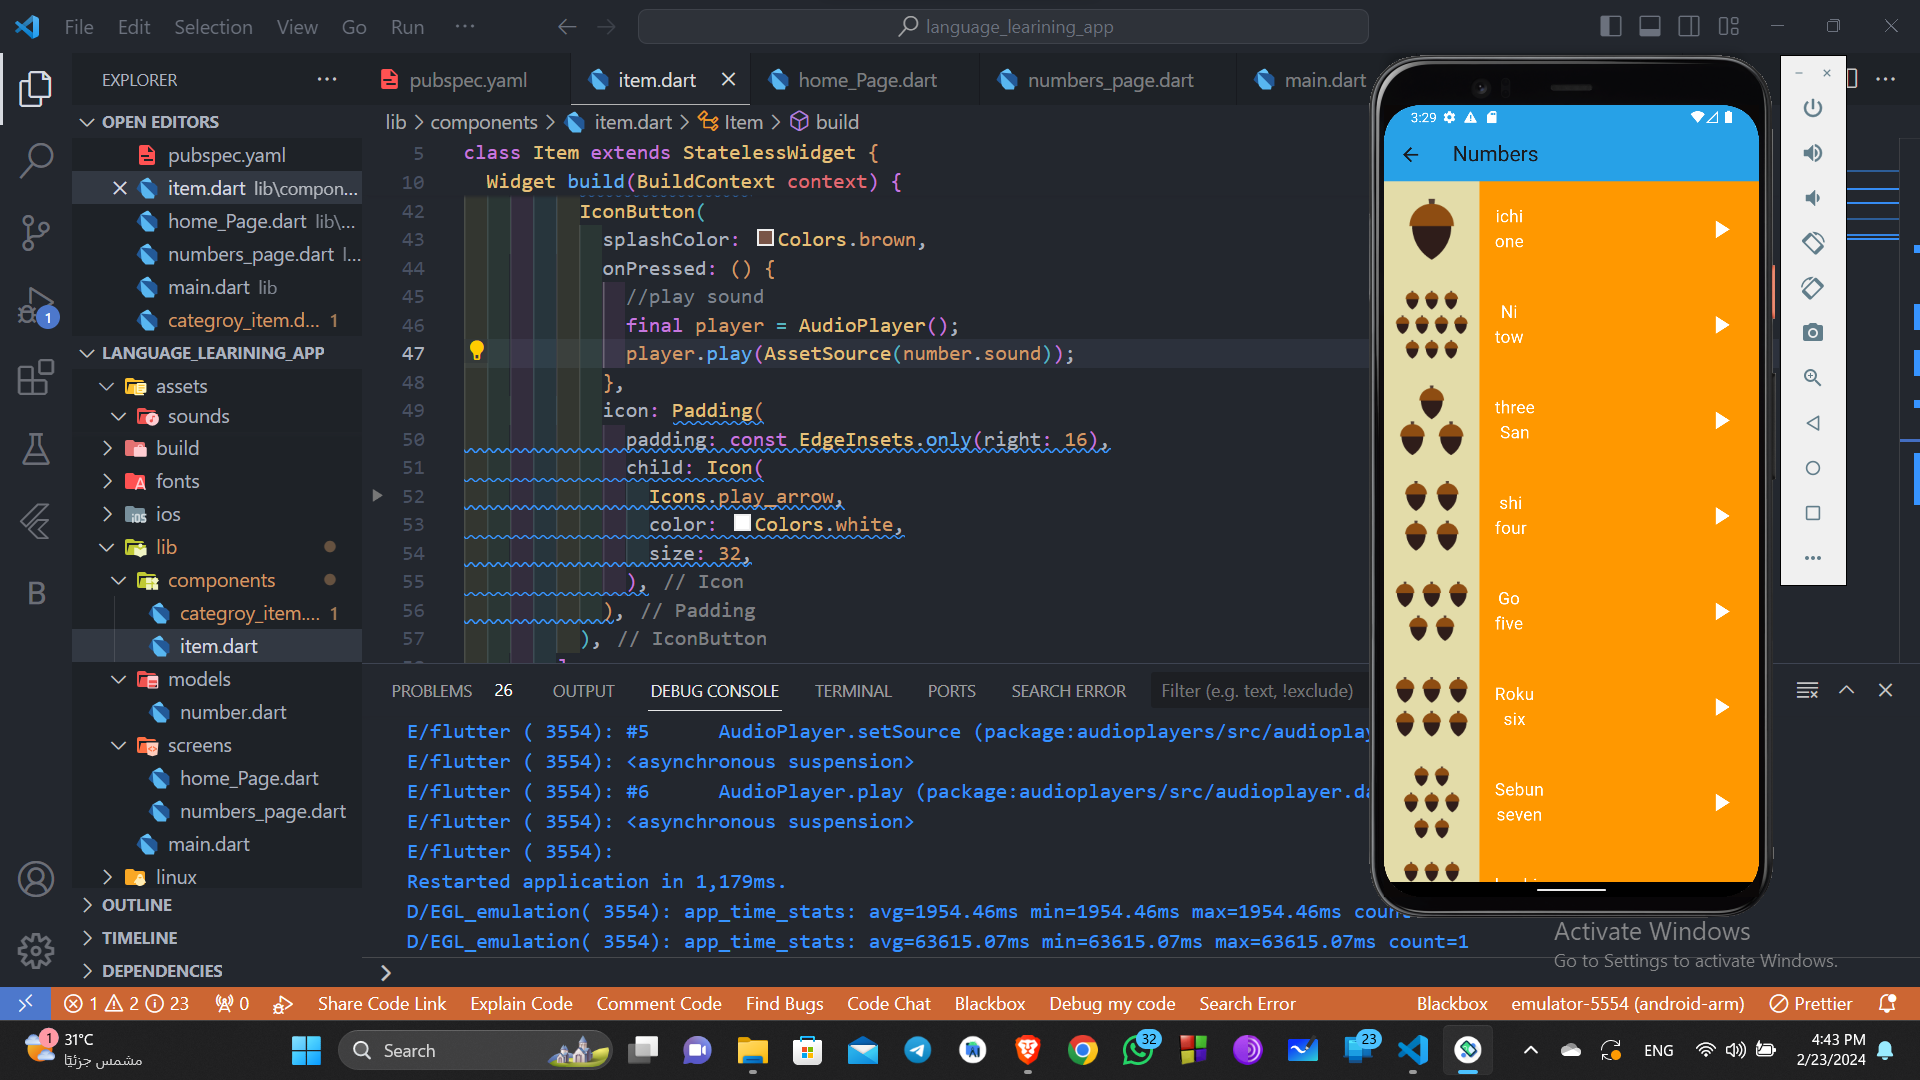 File Edit Selection View Go Run ···
language_learining_app
EXPLORER ···
pubspec.yaml
item.dart
home_Page.dart
numbers_page.dart
main.dart
lib > components > item.dart > Item > build
OPEN EDITORS
pubspec.yaml
item.dart lib\compon...
home_Page.dart lib\...
numbers_page.dart l...
main.dart lib
categroy_item.d... 1
LANGUAGE_LEARINING_APP
assets
sounds
build
fonts
ios
lib
components
categroy_item.... 1
item.dart
models
number.dart
screens
home_Page.dart
numbers_page.dart
main.dart
linux
OUTLINE
TIMELINE
DEPENDENCIES
1
B
5 class Item extends StatelessWidget {
10 Widget build(BuildContext context) {
42 IconButton(
43 splashColor: Colors.brown,
44 onPressed: () {
45 //play sound
46 final player = AudioPlayer();
47 player.play(AssetSource(number.sound));
48 },
49 icon: Padding(
50 padding: const EdgeInsets.only(right: 16),
51 child: Icon(
52 Icons.play_arrow,
53 color: Colors.white,
54 size: 32,
55 ), // Icon
56 ), // Padding
57 ), // IconButton
PROBLEMS 26 OUTPUT DEBUG CONSOLE TERMINAL PORTS SEARCH ERROR Filter (e.g. text, !exclude)
E/flutter ( 3554): #5 AudioPlayer.setSource (package:audioplayers/src/audiopla
E/flutter ( 3554): <asynchronous suspension>
E/flutter ( 3554): #6 AudioPlayer.play (package:audioplayers/src/audioplayer.da
E/flutter ( 3554): <asynchronous suspension>
E/flutter ( 3554):
Restarted application in 1,179ms.
D/EGL_emulation( 3554): app_time_stats: avg=1954.46ms min=1954.46ms max=1954.46ms coun
D/EGL_emulation( 3554): app_time_stats: avg=63615.07ms min=63615.07ms max=63615.07ms count=1
3:29
Numbers
ichi
one
Ni
tow
three
San
shi
four
Go
five
Roku
six
Sebun
seven
Activate Windows
Go to Settings to activate Windows.
1 2 23 0 Share Code Link Explain Code Comment Code Find Bugs Code Chat Blackbox Debug my code Search Error Blackbox emulator-5554 (android-arm) Prettier
1 31°C
مشمس جزئيًا
Search
32
23
ENG
4:43 PM
2/23/2024